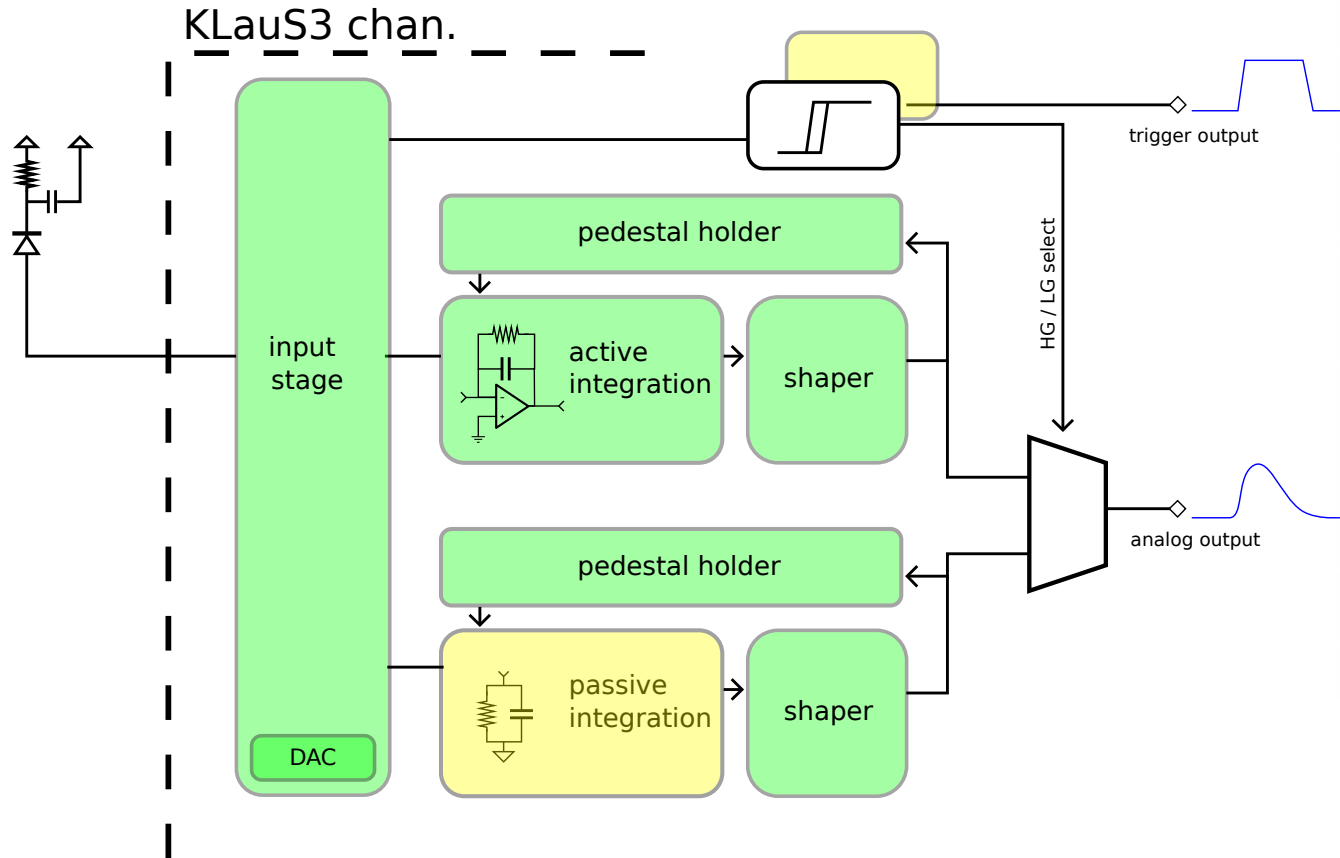 KLauS3 chan.
trigger output
pedestal holder
HG / LG select
input
stage
active
integration
shaper
analog output
pedestal holder
passive
integration
shaper
DAC